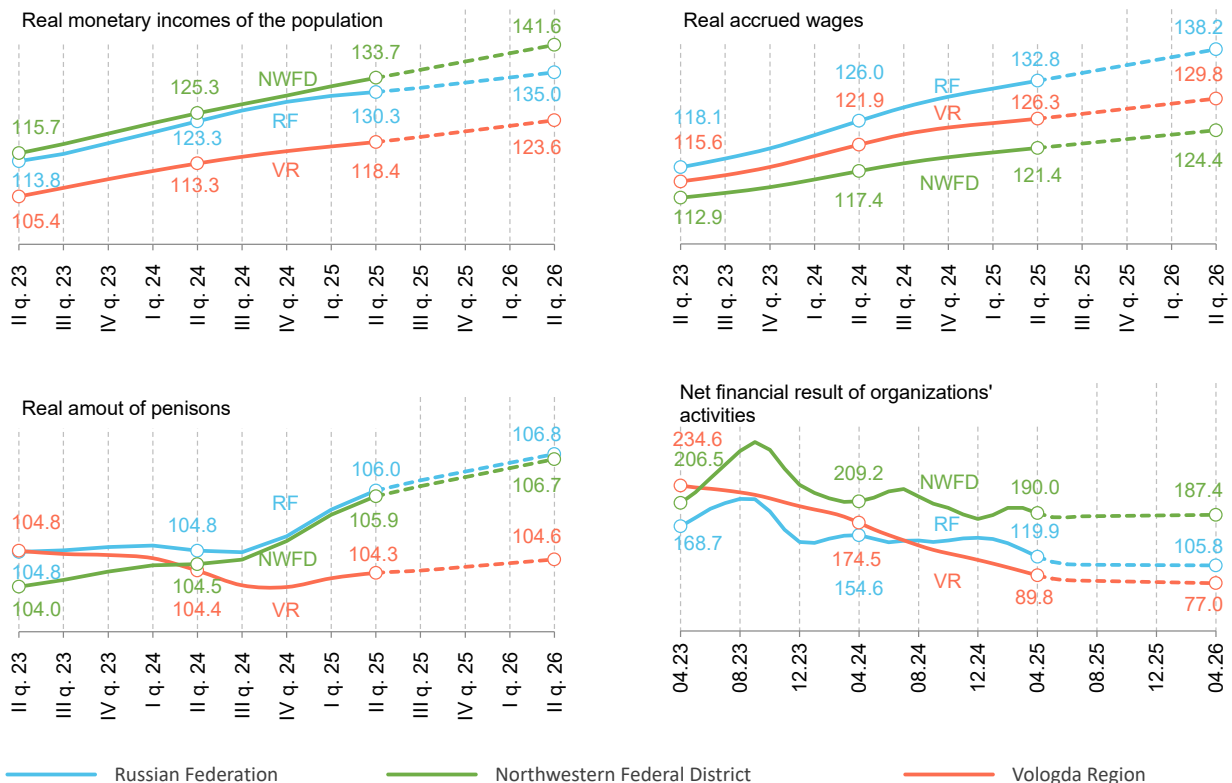 Real monetary incomes of the population
141.6
133.7
125.3
NWFD
115.7
RF
135.0
130.3
123.3
113.8
VR
123.6
118.4
113.3
105.4
II q. 23
III q. 23
IV q. 23
I q. 24
II q. 24
III q. 24
IV q. 24
I q. 25
II q. 25
III q. 25
IV q. 25
I q. 26
II q. 26
Real accrued wages
138.2
132.8
126.0
RF
129.8
121.9
118.1
VR
126.3
115.6
NWFD
124.4
121.4
117.4
112.9
II q. 23
III q. 23
IV q. 23
I q. 24
II q. 24
III q. 24
IV q. 24
I q. 25
II q. 25
III q. 25
IV q. 25
I q. 26
II q. 26
Real amout of penisons
106.8
106.0
RF
106.7
104.8
104.8
105.9
104.6
NWFD
104.3
104.8
104.5
104.0
104.4
VR
II q. 23
III q. 23
IV q. 23
I q. 24
II q. 24
III q. 24
IV q. 24
I q. 25
II q. 25
III q. 25
IV q. 25
I q. 26
II q. 26
Net financial result of organizations'
activities
234.6
206.5
209.2
NWFD
190.0
187.4
RF
119.9
168.7
105.8
174.5
VR
154.6
89.8
77.0
04.23
08.23
12.23
04.24
08.24
12.24
04.25
08.25
12.25
04.26
Russian Federation
Northwestern Federal District
Vologda Region